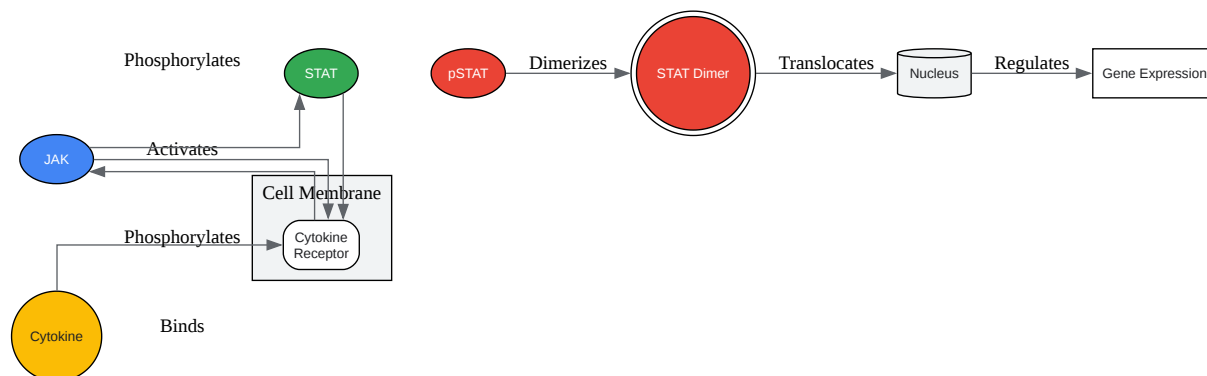 Phosphorylates
STAT
pSTAT
Dimerizes
STAT Dimer
Translocates
Nucleus
Regulates
Gene Expression
JAK
Activates
Cell Membrane
Phosphorylates
Cytokine
Receptor
Cytokine
Binds